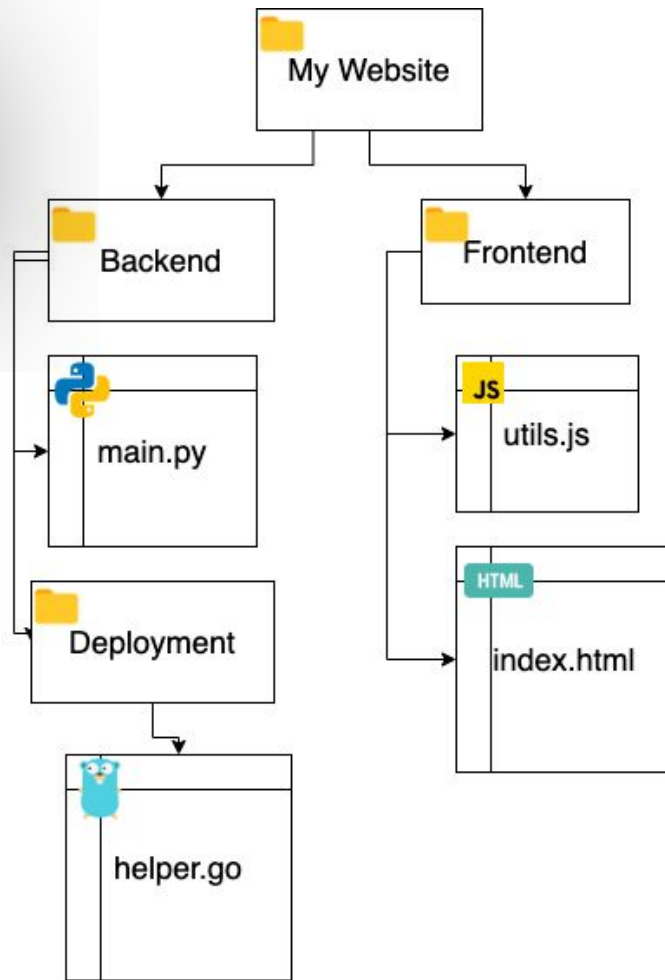 My Website
Backend
Frontend
main.py
JS
utils.js
Deployment
HTML
index.html
helper.go